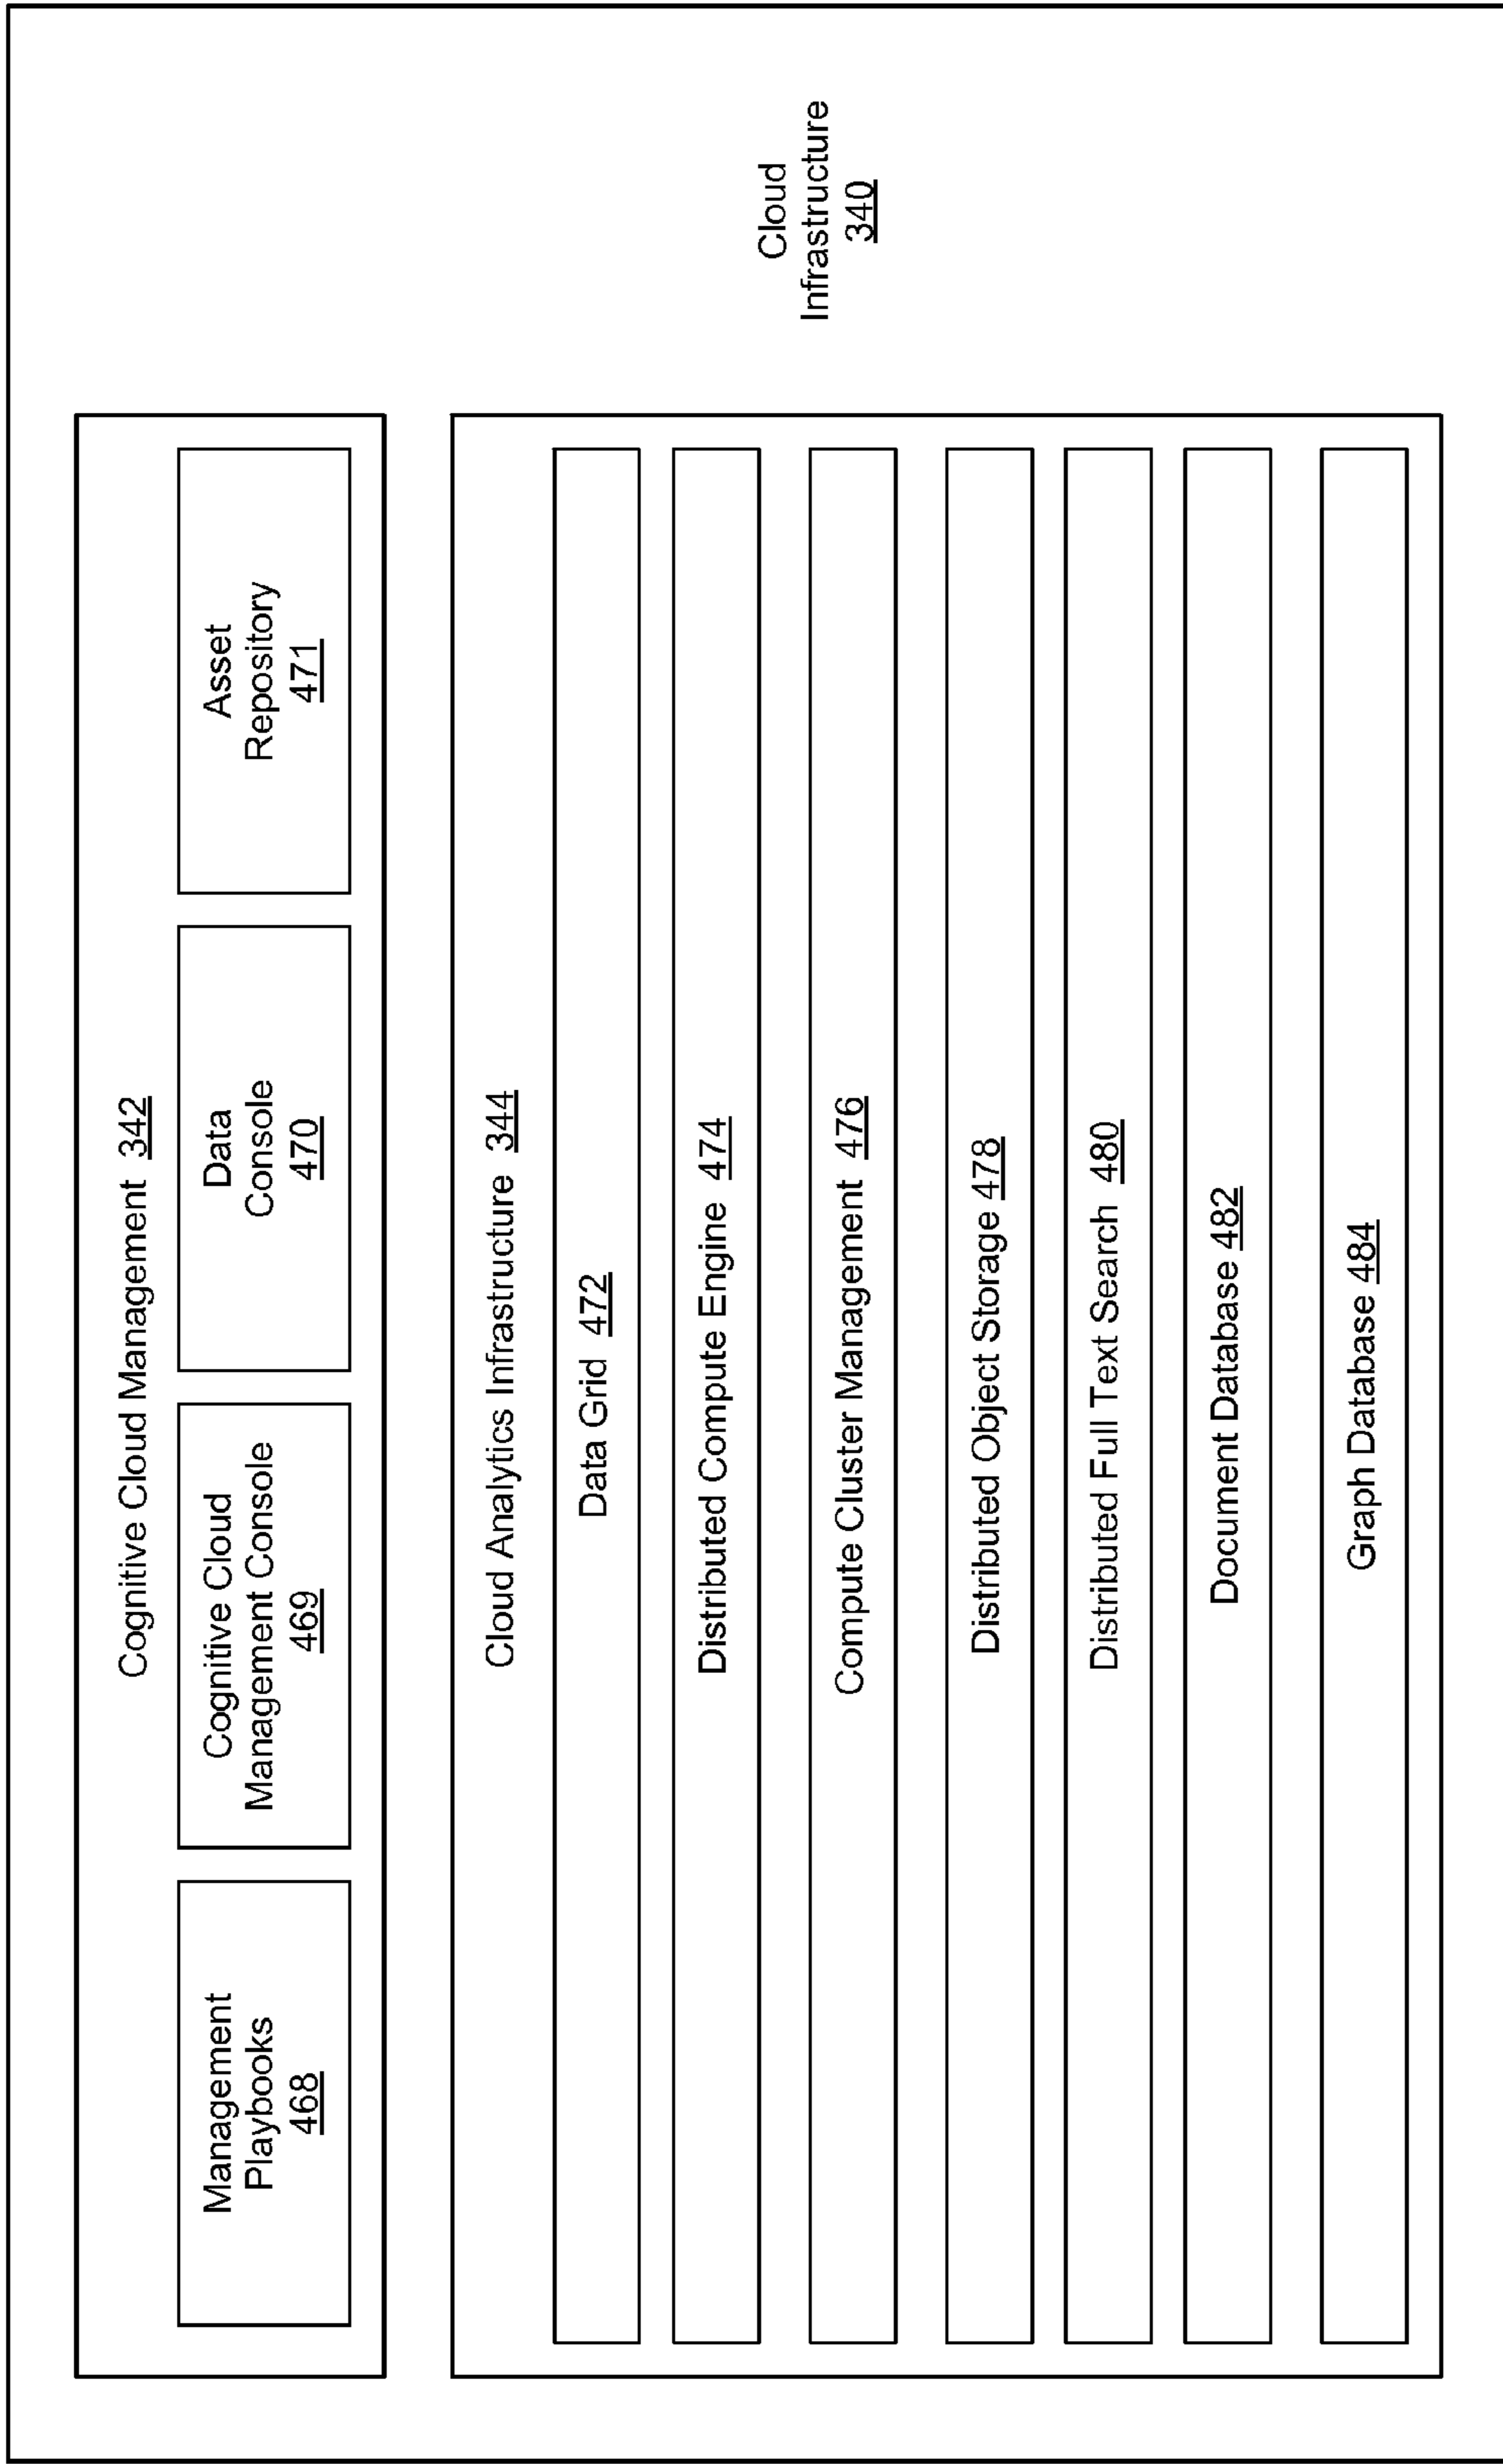 Cognitive Cloud Management 342
Management
Playbooks
468
Cognitive Cloud
Management Console
469
Data
Console
470
Asset
Repository
471
Cloud Analytics Infrastructure 344
Data Grid 472
Distributed Compute Engine 474
Compute Cluster Management 476
Distributed Object Storage 478
Distributed Full Text Search 480
Document Database 482
Graph Database 484
Cloud
Infrastructure
340